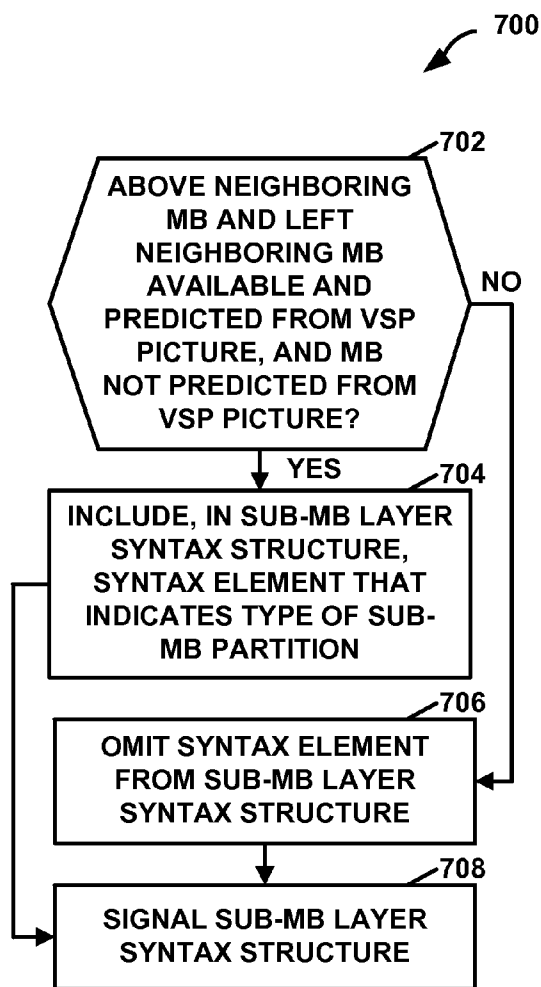 700
702
ABOVE NEIGHBORING
MB AND LEFT
NEIGHBORING MB
AVAILABLE AND
PREDICTED FROM VSP
PICTURE, AND MB
NOT PREDICTED FROM
VSP PICTURE?
NO
YES
704
INCLUDE, IN SUB-MB LAYER
SYNTAX STRUCTURE,
SYNTAX ELEMENT THAT
INDICATES TYPE OF SUB-
MB PARTITION
706
OMIT SYNTAX ELEMENT
FROM SUB-MB LAYER
SYNTAX STRUCTURE
708
SIGNAL SUB-MB LAYER
SYNTAX STRUCTURE